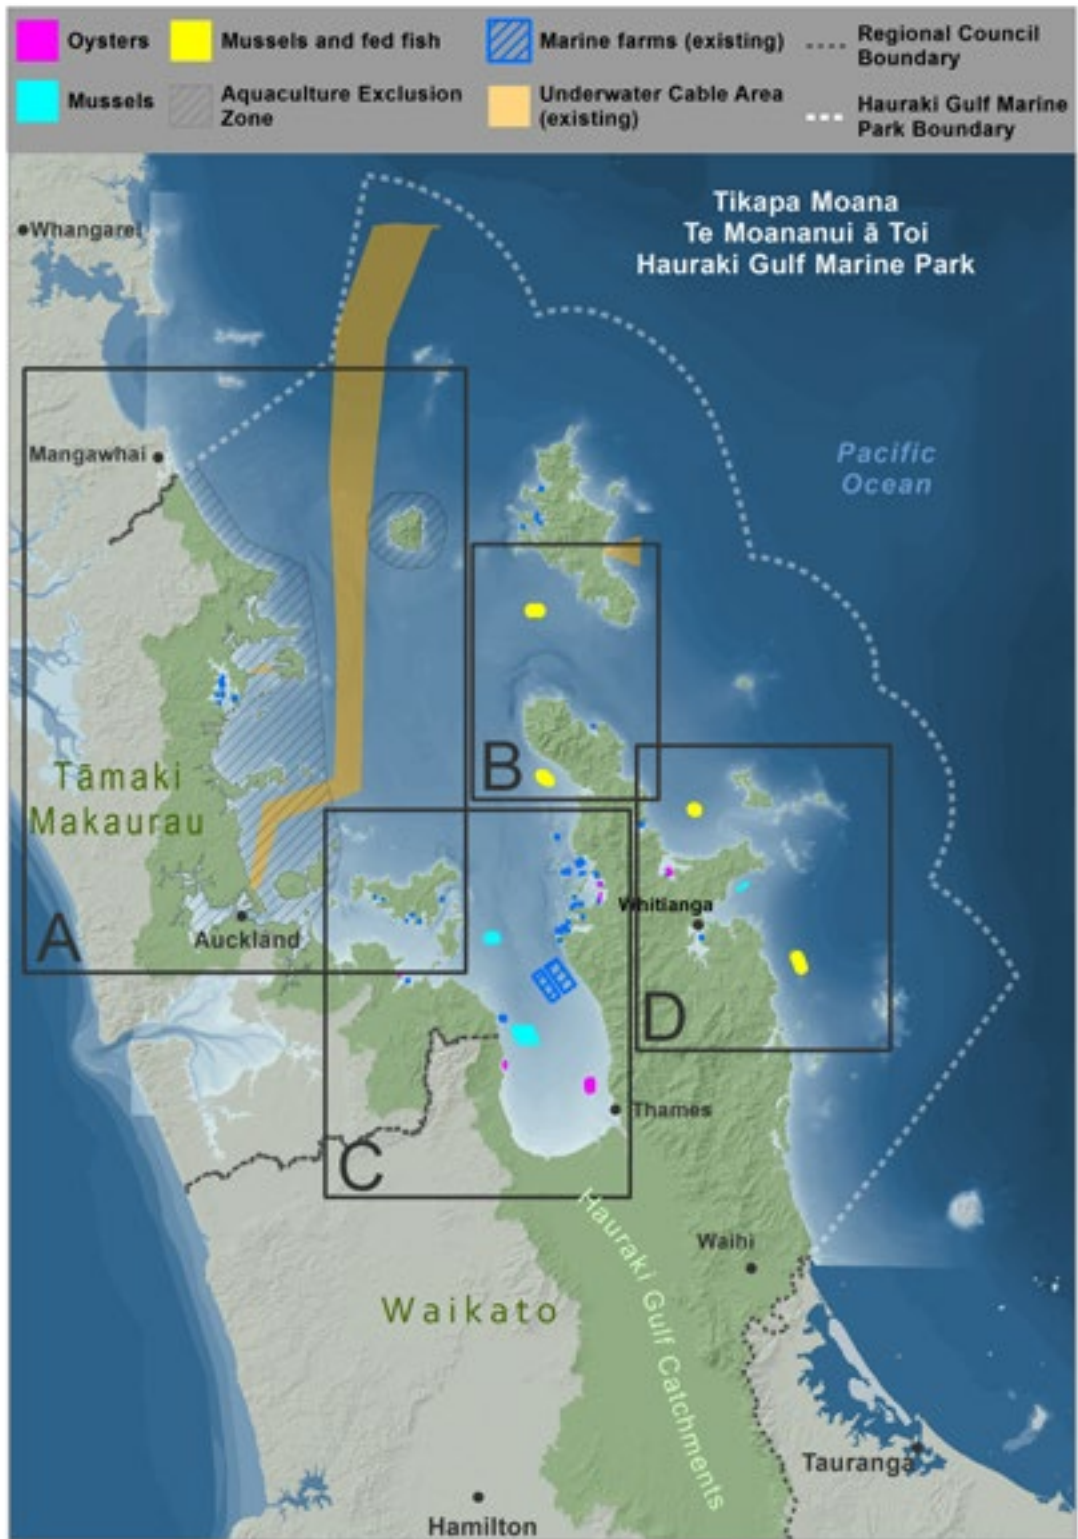 Oysters
Mussels and fed fish
Marine farms (existing)
Regional Council
Boundary
Mussels
Aquaculture Exclusion
Zone
Underwater Cable Area
(existing)
Hauraki Gulf Marine
Park Boundary
Tikapa Moana
Te Moananui ā Toi
Hauraki Gulf Marine Park
Whangarei
Mangawhai
Pacific
Ocean
B
Tāmaki
Makaurau
A
Auckland
Whitianga
D
Thames
C
Hauraki Gulf Catchments
Waihi
Waikato
Tauranga
Hamilton